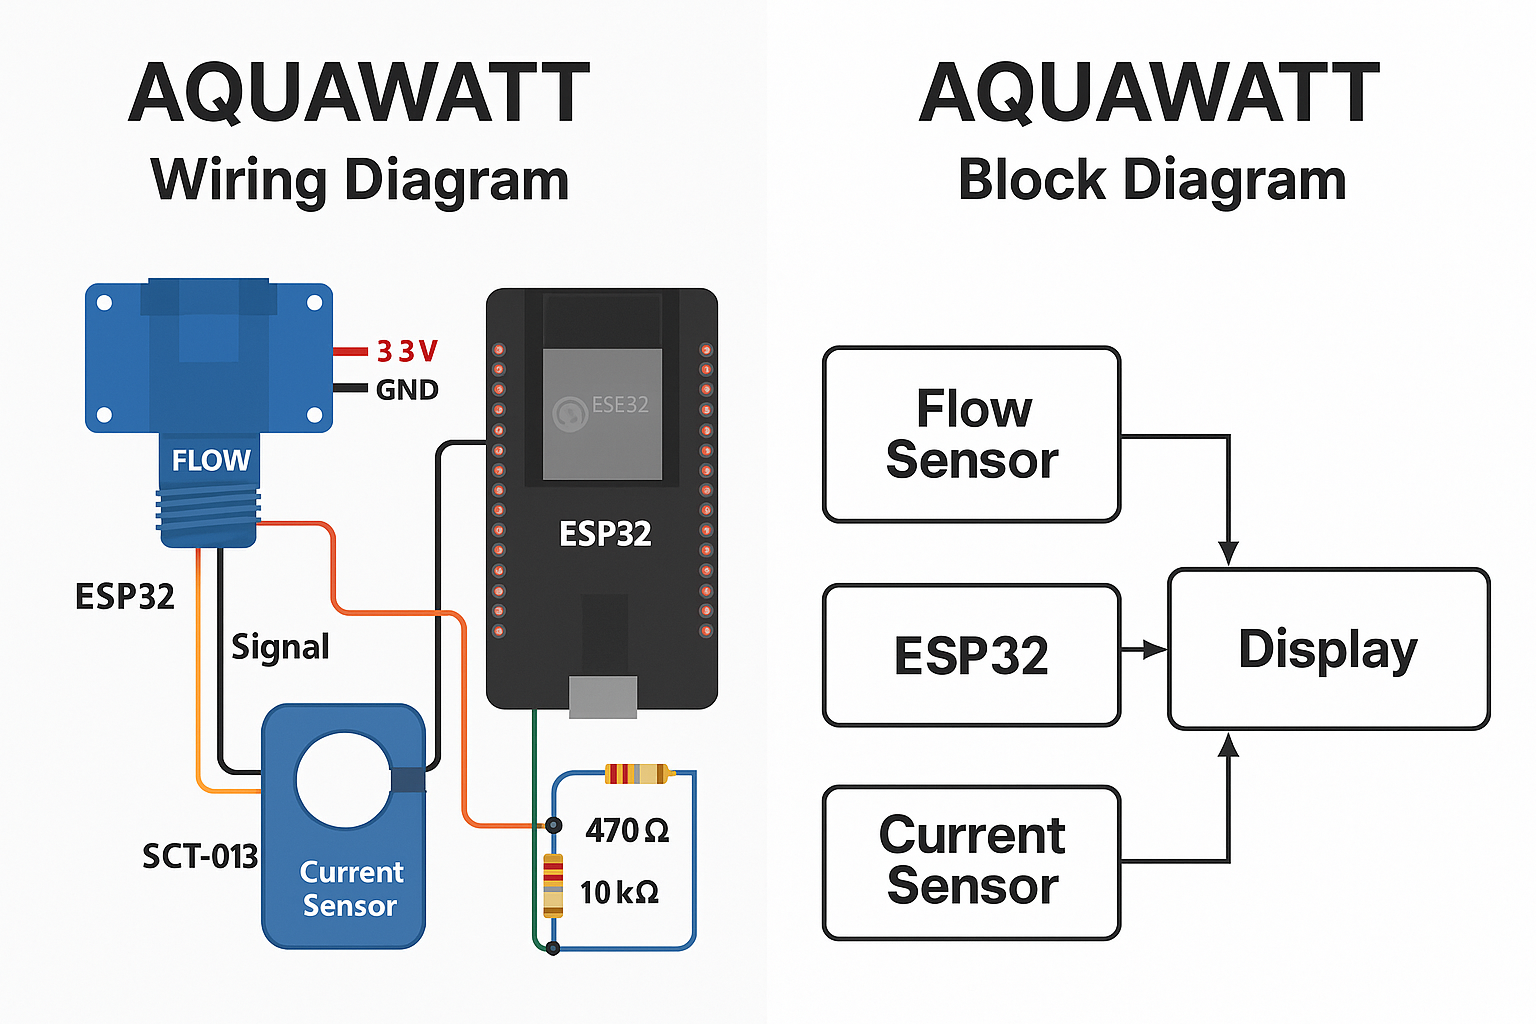 AQUAWATT
Wiring Diagram
3 3 V
GND
FLOW
ESE32
ESP32
ESP32
Signal
SCT-013
Current
Sensor
470 Ω
10 kΩ
AQUAWATT
Block Diagram
Flow
Sensor
ESP32
Display
Current
Sensor